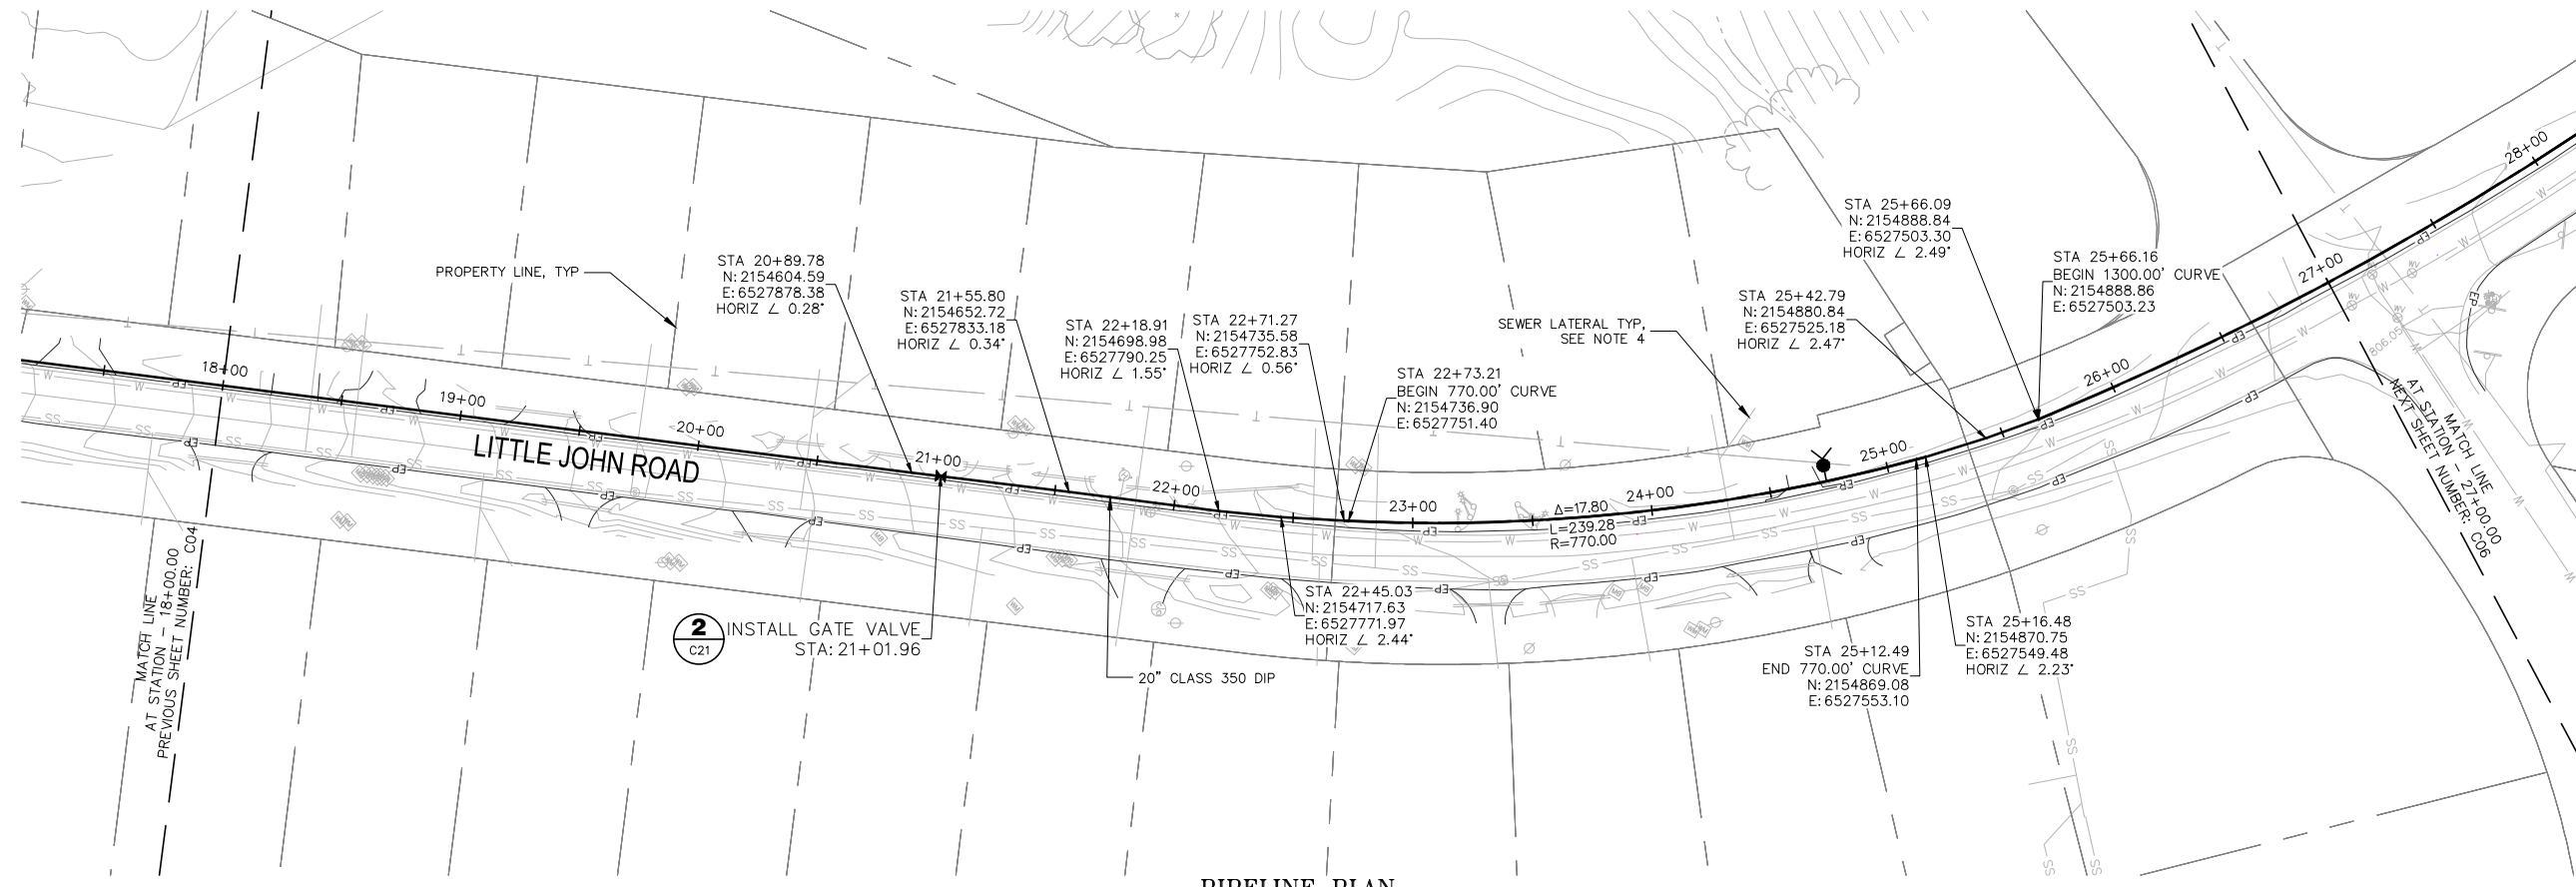 PROPERTY LINE, TYP
STA 20+89.78
N: 2154604.59
E: 6527878.38
HORIZ ∠ 0.28°
STA 21+55.80
N: 2154652.72
E: 6527833.18
HORIZ ∠ 0.34°
STA 22+18.91
N: 2154698.98
E: 6527790.25
HORIZ ∠ 1.55°
STA 22+71.27
N: 2154735.58
E: 6527752.83
HORIZ ∠ 0.56°
STA 22+73.21
BEGIN 770.00' CURVE
N: 2154736.90
E: 6527751.40
SEWER LATERAL TYP,
SEE NOTE 4
STA 25+42.79
N: 2154880.84
E: 6527525.18
HORIZ ∠ 2.47°
STA 25+66.09
N: 2154888.84
E: 6527503.30
HORIZ ∠ 2.49°
STA 25+66.16
BEGIN 1300.00' CURVE
N: 2154888.86
E: 6527503.23
18+00
19+00
20+00
21+00
22+00
23+00
24+00
25+00
26+00
27+00
28+00
LITTLE JOHN ROAD
Δ=17.80
L=239.28
R=770.00
806.05
MATCH LINE
AT STATION - 18+00.00
PREVIOUS SHEET NUMBER: C04
2
C21
INSTALL GATE VALVE
STA: 21+01.96
20" CLASS 350 DIP
STA 22+45.03
N: 2154717.63
E: 6527771.97
HORIZ ∠ 2.44°
STA 25+12.49
END 770.00' CURVE
N: 2154869.08
E: 6527553.10
STA 25+16.48
N: 2154870.75
E: 6527549.48
HORIZ ∠ 2.23°
MATCH LINE
AT STATION - 27+00.00
NEXT SHEET NUMBER: C06
PIPELINE PLAN